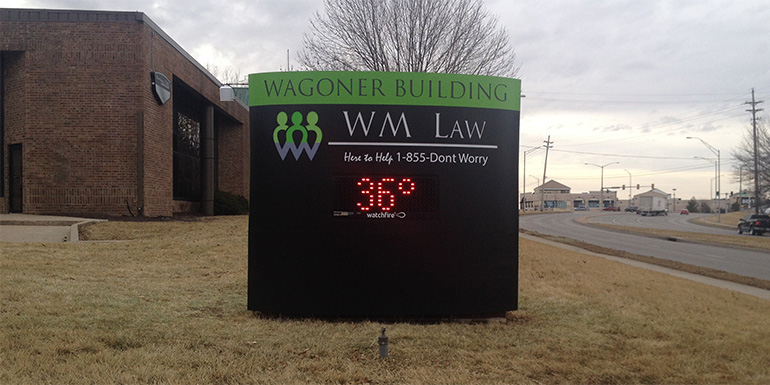 WAGONER BUILDING
WM LAW
Here to Help 1-855-Dont Worry
36°
watchfire